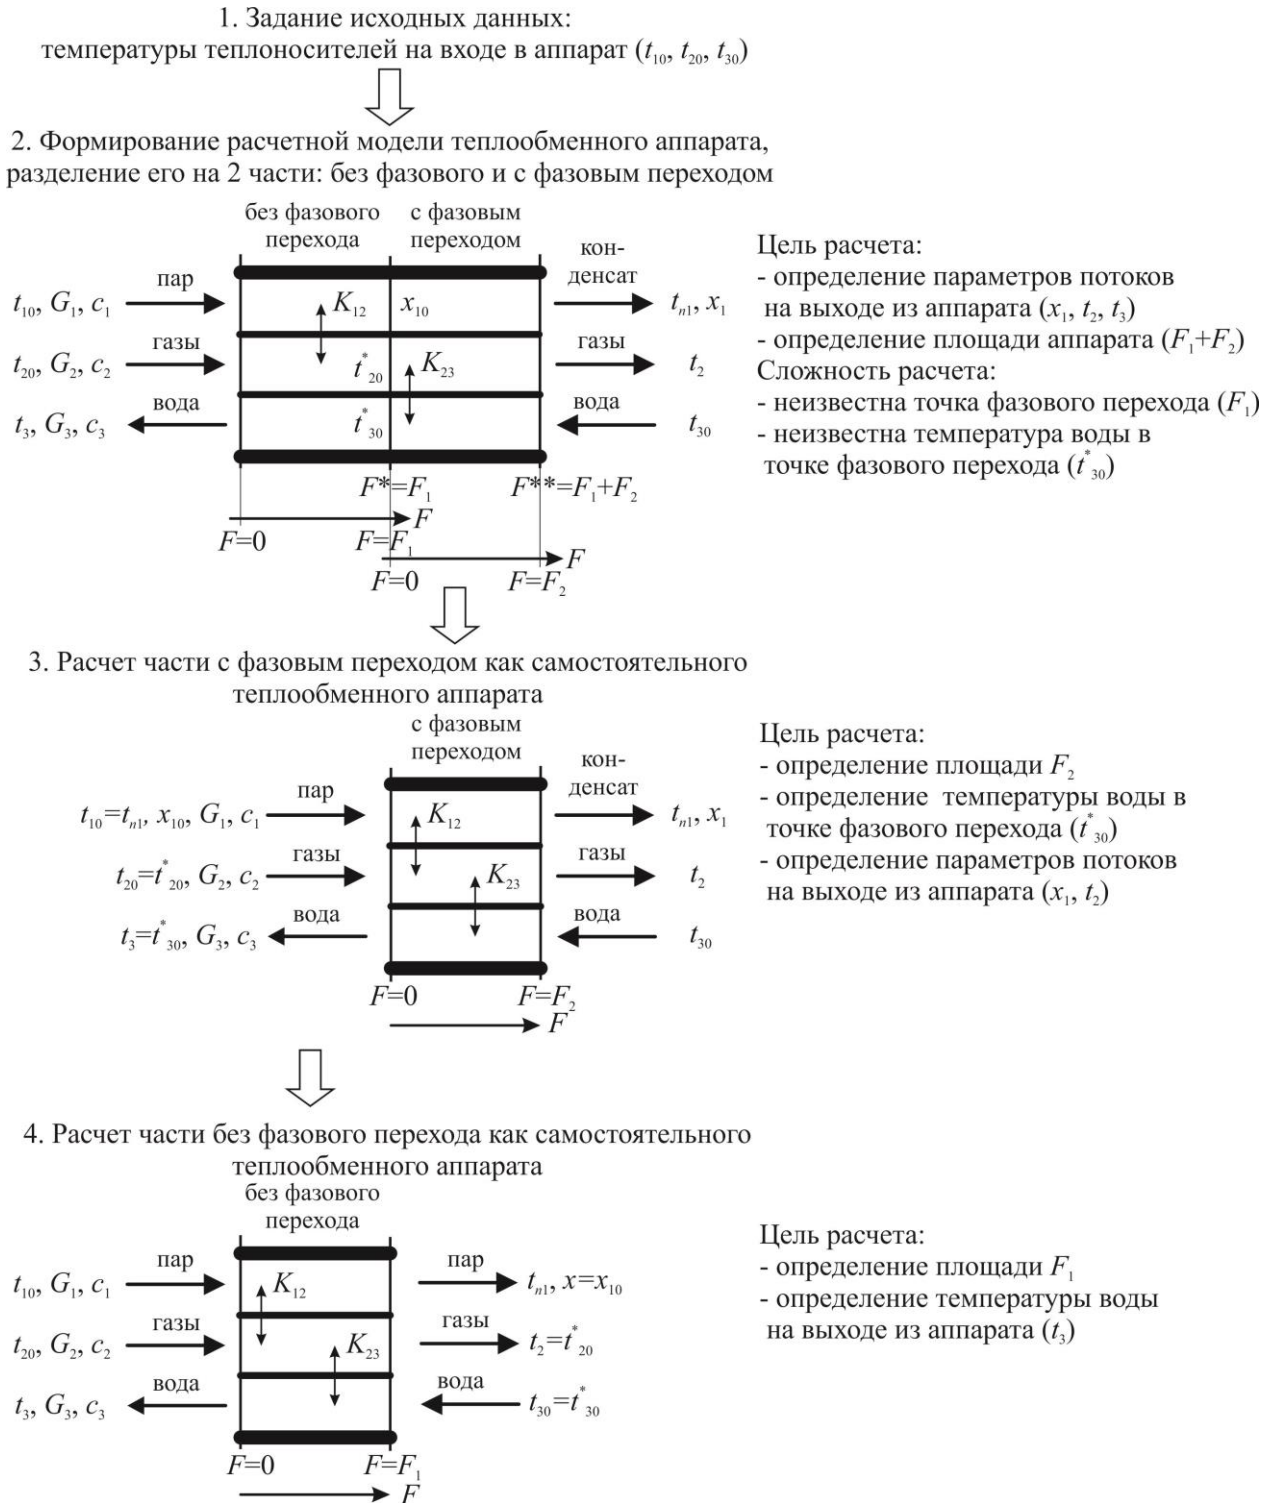 1. Задание исходных данных:
температуры теплоносителей на входе в аппарат (t₁₀, t₂₀, t₃₀)
2. Формирование расчетной модели теплообменного аппарата,
разделение его на 2 части: без фазового и с фазовым переходом
без фазового перехода
с фазовым переходом
t₁₀, G₁, c₁
пар
K₁₂
x₁₀
кон-
денсат
tₙ₁, x₁
t₂₀, G₂, c₂
газы
t*₂₀
K₂₃
газы
t₂
t₃, G₃, c₃
вода
t*₃₀
вода
t₃₀
F*=F₁
F**=F₁+F₂
F
F=0
F=F₁
F
F=0
F=F₂
Цель расчета:
- определение параметров потоков
на выходе из аппарата (x₁, t₂, t₃)
- определение площади аппарата (F₁+F₂)
Сложность расчета:
- неизвестна точка фазового перехода (F₁)
- неизвестна температура воды в
точке фазового перехода (t*₃₀)
3. Расчет части с фазовым переходом как самостоятельного
теплообменного аппарата
с фазовым
переходом
t₁₀=tₙ₁, x₁₀, G₁, c₁
пар
K₁₂
кон-
денсат
tₙ₁, x₁
t₂₀=t*₂₀, G₂, c₂
газы
K₂₃
газы
t₂
t₃=t*₃₀, G₃, c₃
вода
вода
t₃₀
F=0
F=F₂
F
Цель расчета:
- определение площади F₂
- определение температуры воды в
точке фазового перехода (t*₃₀)
- определение параметров потоков
на выходе из аппарата (x₁, t₂)
4. Расчет части без фазового перехода как самостоятельного
теплообменного аппарата
без фазового
перехода
t₁₀, G₁, c₁
пар
K₁₂
пар
tₙ₁, x=x₁₀
t₂₀, G₂, c₂
газы
K₂₃
газы
t₂=t*₂₀
t₃, G₃, c₃
вода
вода
t₃₀=t*₃₀
F=0
F=F₁
F
Цель расчета:
- определение площади F₁
- определение температуры воды
на выходе из аппарата (t₃)